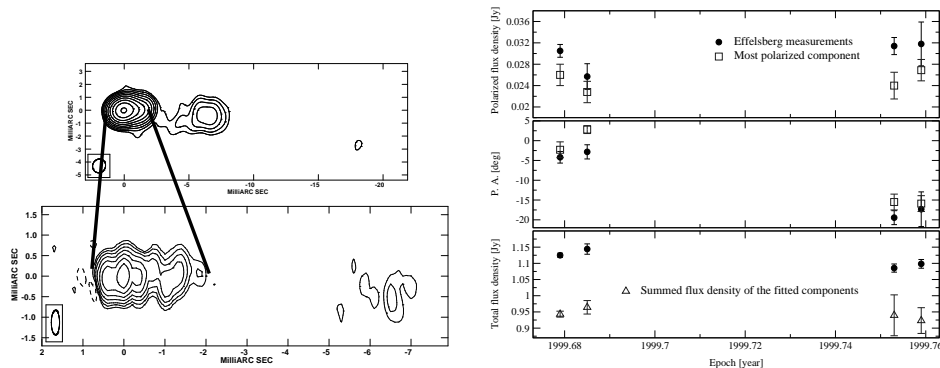 MilliARC SEC
3
2
1
0
-1
-2
-3
-4
-5
0 -5 -10 -15 -20
MilliARC SEC
MilliARC SEC
1.5
1.0
0.5
0.0
-0.5
-1.0
-1.5
2 1 0 -1 -2 -3 -4 -5 -6 -7
MilliARC SEC
Polarized flux density [Jy]
0.036
0.032
0.028
0.024
0.02
Effelsberg measurements
Most polarized component
P. A. [deg]
5
0
-5
-10
-15
-20
Total flux density [Jy]
1.15
1.1
1.05
1
0.95
0.9
Summed flux density of the fitted components
1999.68 1999.7 1999.72 1999.74 1999.76
Epoch [year]